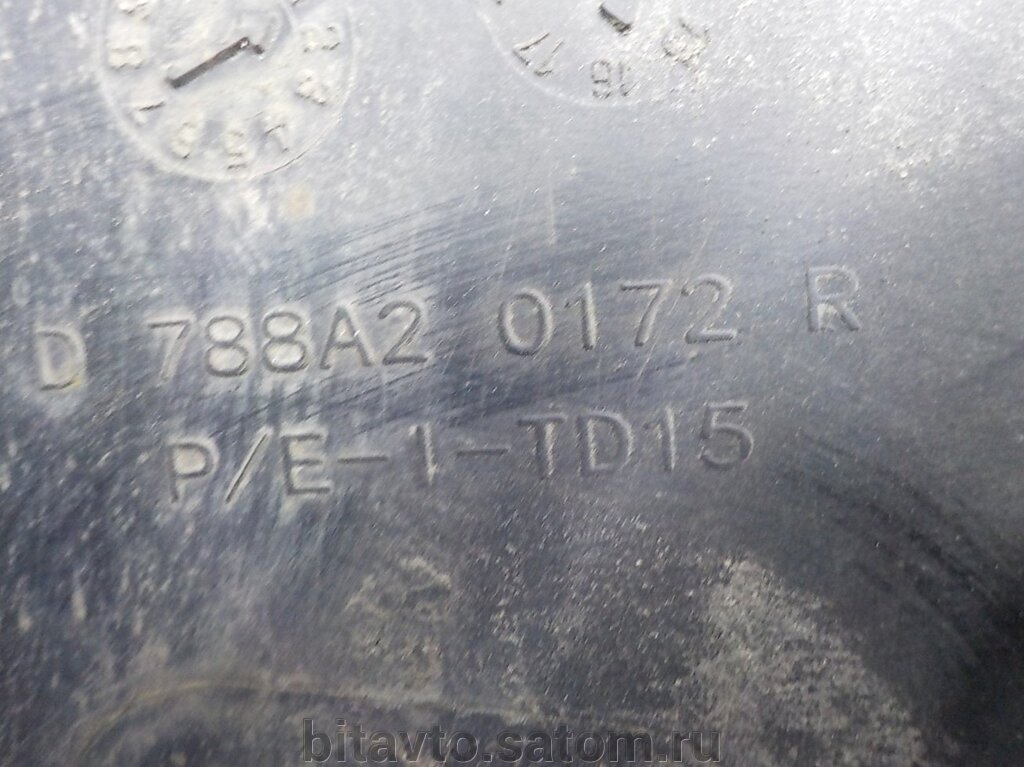 D 788A2 0172 R
P/E-1-TD15
bitavto.satom.ru